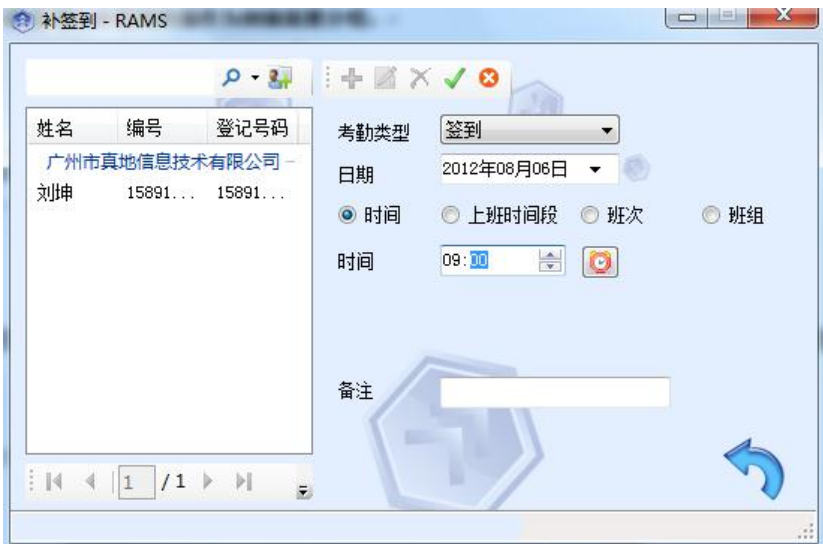 补签到 - RAMS
姓名 编号 登记号码
广州市真地信息技术有限公司 -
刘坤 15891... 15891...
1 / 1
考勤类型 签到
日期 2012年08月06日
时间 上班时间段 班次 班组
时间 09:00
备注